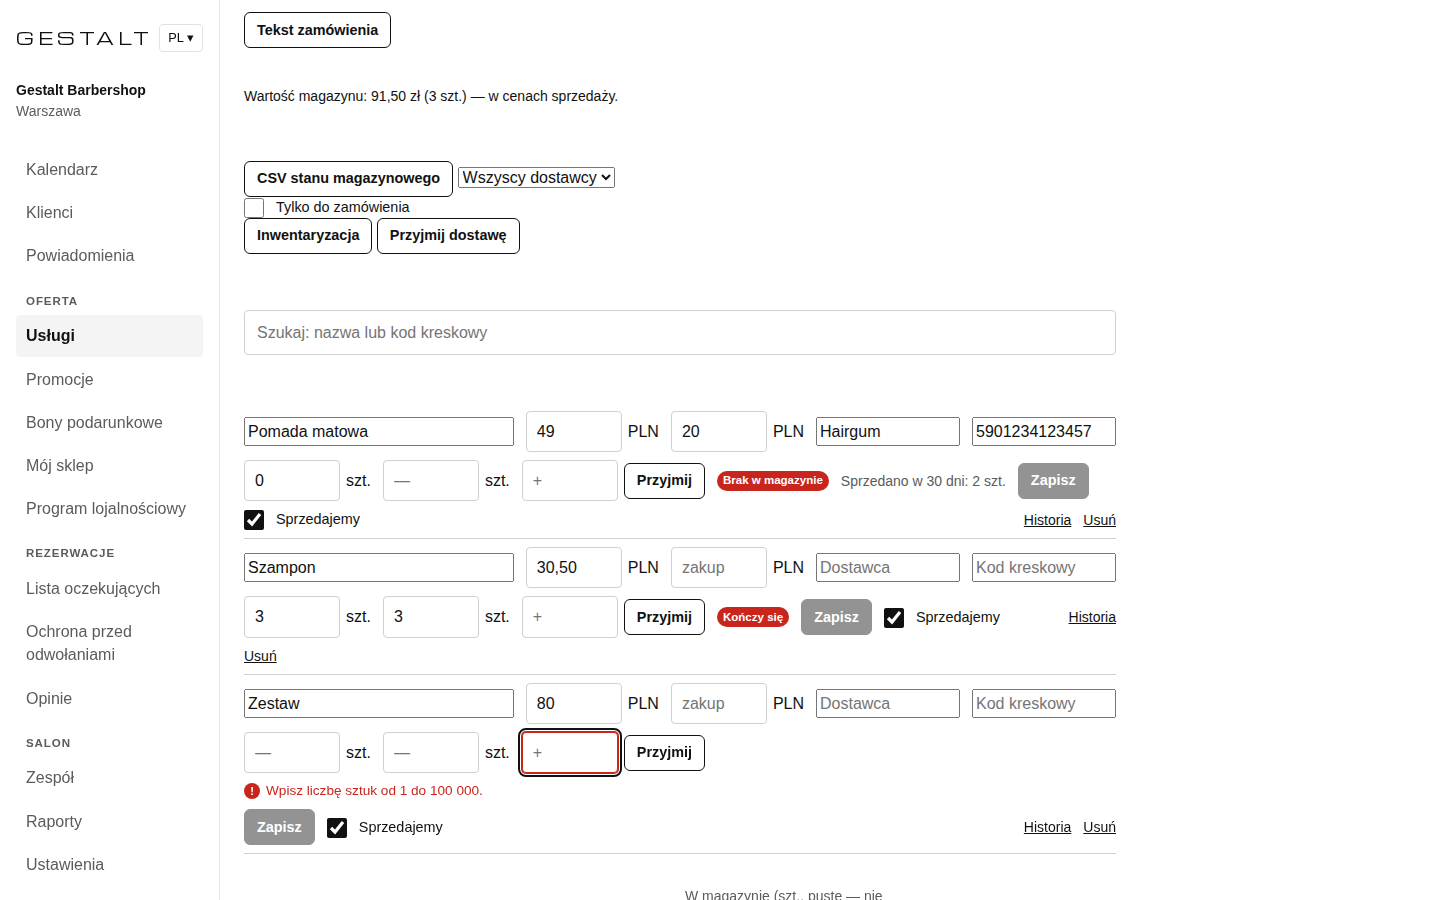 GESTALT
PL ▾
Gestalt Barbershop
Warszawa
Kalendarz
Klienci
Powiadomienia
OFERTA
Usługi
Promocje
Bony podarunkowe
Mój sklep
Program lojalnościowy
REZERWACJE
Lista oczekujących
Ochrona przed
odwołaniami
Opinie
SALON
Zespół
Raporty
Ustawienia
Tekst zamówienia
Wartość magazynu: 91,50 zł (3 szt.) — w cenach sprzedaży.
CSV stanu magazynowego Wszyscy dostawcy
Tylko do zamówienia
Inwentaryzacja Przyjmij dostawę
Szukaj: nazwa lub kod kreskowy
Pomada matowa 49 PLN 20 PLN Hairgum 5901234123457
0 szt. — szt. + Przyjmij Brak w magazynie Sprzedano w 30 dni: 2 szt. Zapisz
Sprzedajemy Historia Usuń
Szampon 30,50 PLN zakup PLN Dostawca Kod kreskowy
3 szt. 3 szt. + Przyjmij Kończy się Zapisz Sprzedajemy Historia
Usuń
Zestaw 80 PLN zakup PLN Dostawca Kod kreskowy
— szt. — szt. + Przyjmij
! Wpisz liczbę sztuk od 1 do 100 000.
Zapisz Sprzedajemy Historia Usuń
W magazynie (szt., puste — nie